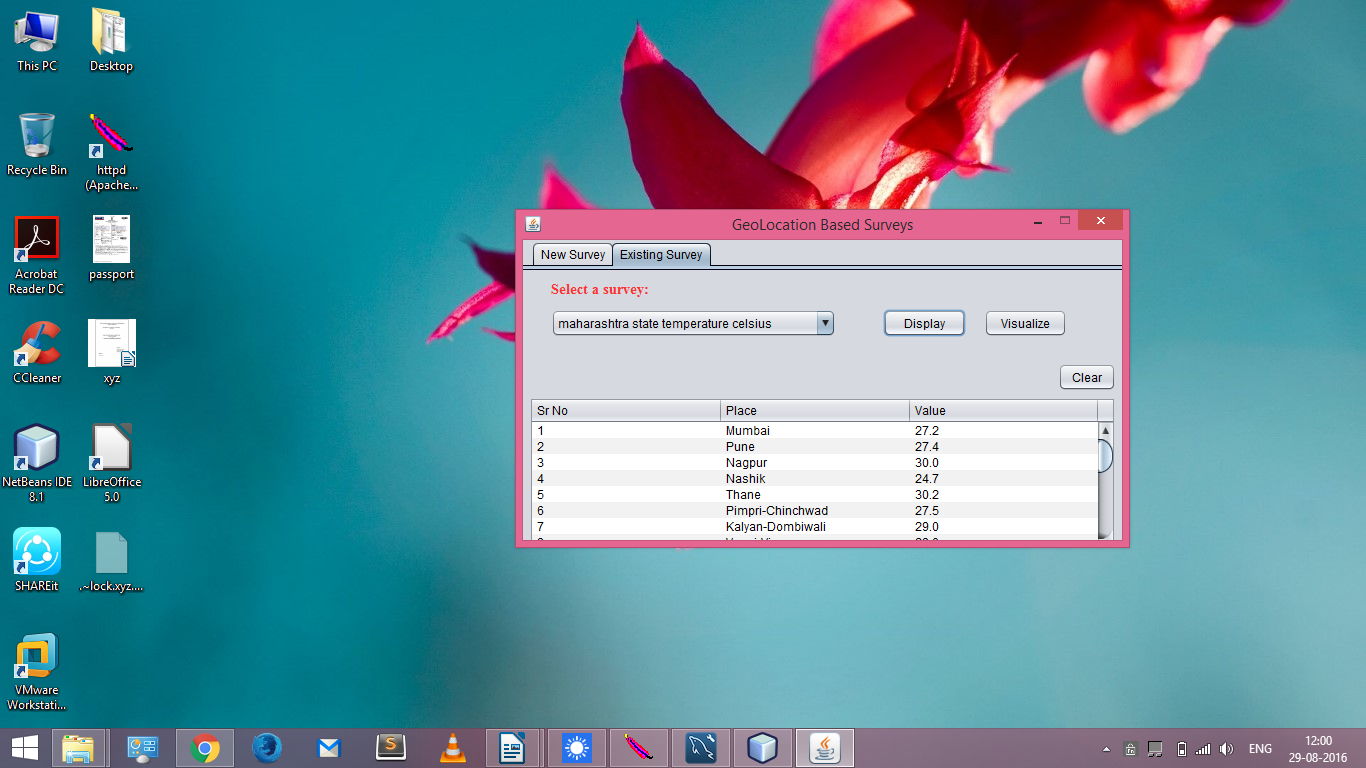 This PC
Desktop
Recycle Bin
httpd
(Apache...
Acrobat
Reader DC
passport
CCleaner
xyz
NetBeans IDE
8.1
LibreOffice
5.0
SHAREit
.~lock.xyz....
VMware
Workstati...
GeoLocation Based Surveys
New Survey
Existing Survey
Select a survey:
maharashtra state temperature celsius
Display
Visualize
Clear
Sr No Place Value
1 Mumbai 27.2
2 Pune 27.4
3 Nagpur 30.0
4 Nashik 24.7
5 Thane 30.2
6 Pimpri-Chinchwad 27.5
7 Kalyan-Dombiwali 29.0
ENG
12:00
29-08-2016